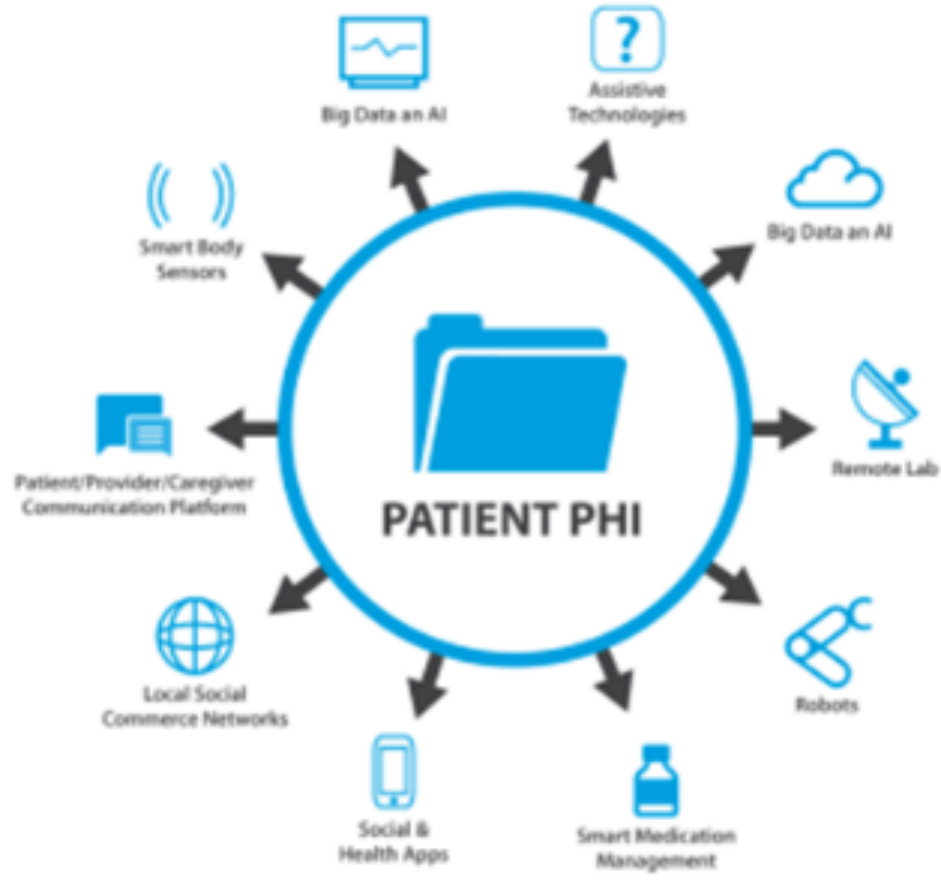 Big Data an AI
?
Assistive
Technologies
Smart Body
Sensors
Big Data an AI
Patient/Provider/Caregiver
Communication Platform
PATIENT PHI
Remote Lab
Local Social
Commerce Networks
Robots
Social &
Health Apps
Smart Medication
Management